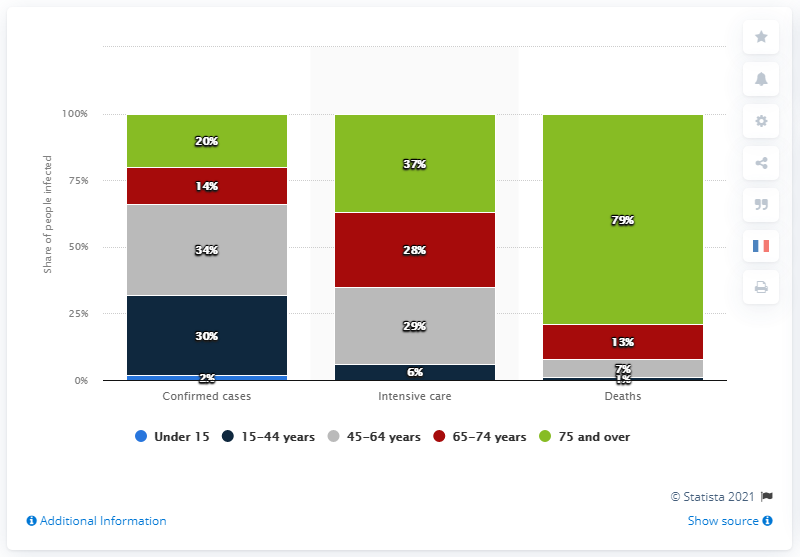 Share of people infected
100%
75%
50%
25%
0%
20%
14%
34%
30%
2%
37%
28%
29%
6%
79%
13%
7%
1%
Confirmed cases
Intensive care
Deaths
Under 15
15–44 years
45–64 years
65–74 years
75 and over
© Statista 2021
Additional Information
Show source